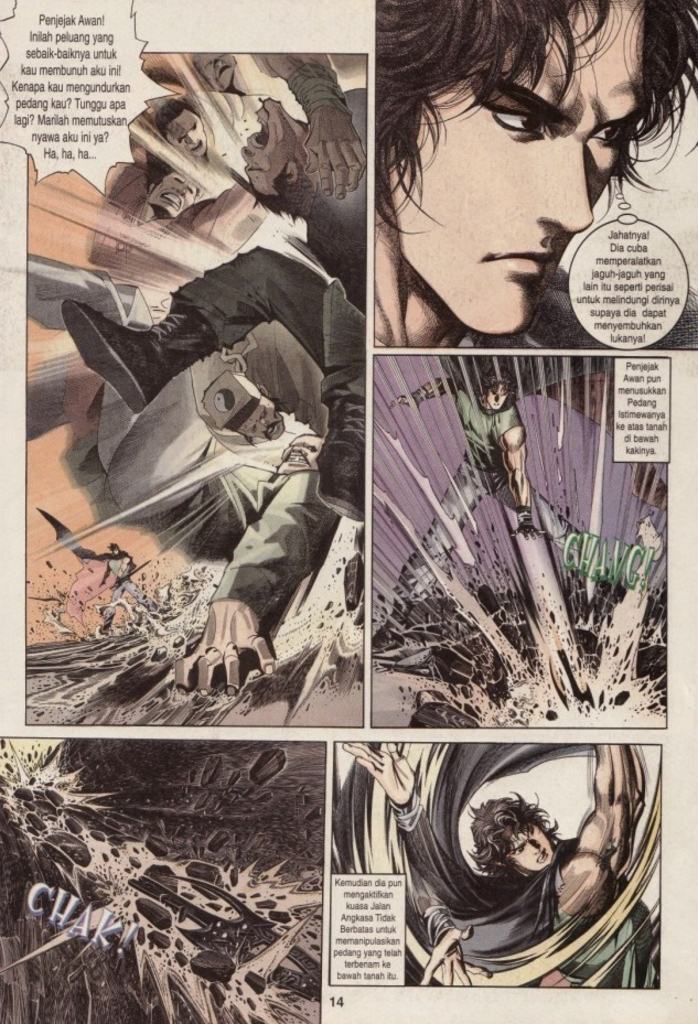 Penjejak Awan!
Inilah peluang yang
sebaik-baiknya untuk
kau membunuh aku ini!
Kenapa kau mengundurkan
pedang kau? Tunggu apa
lagi? Marilah memutuskan
nyawa aku ini ya?
Ha, ha, ha...
Jahatnya!
Dia cuba
memperalatkan
jaguh-jaguh yang
lain itu seperti perisai
untuk melindungi dirinya
supaya dia dapat
menyembuhkan
lukanya!
Penjejak
Awan pun
menusukkan
Pedang
Istimewanya
ke atas tanah
di bawah
kakinya.
CHANG!
CHAK!
Kemudian dia pun
mengaktifkan
kuasa Jalan
Angkasa Tidak
Berbatas untuk
memanipulasikan
pedang yang telah
terbenam ke
bawah tanah itu.
14